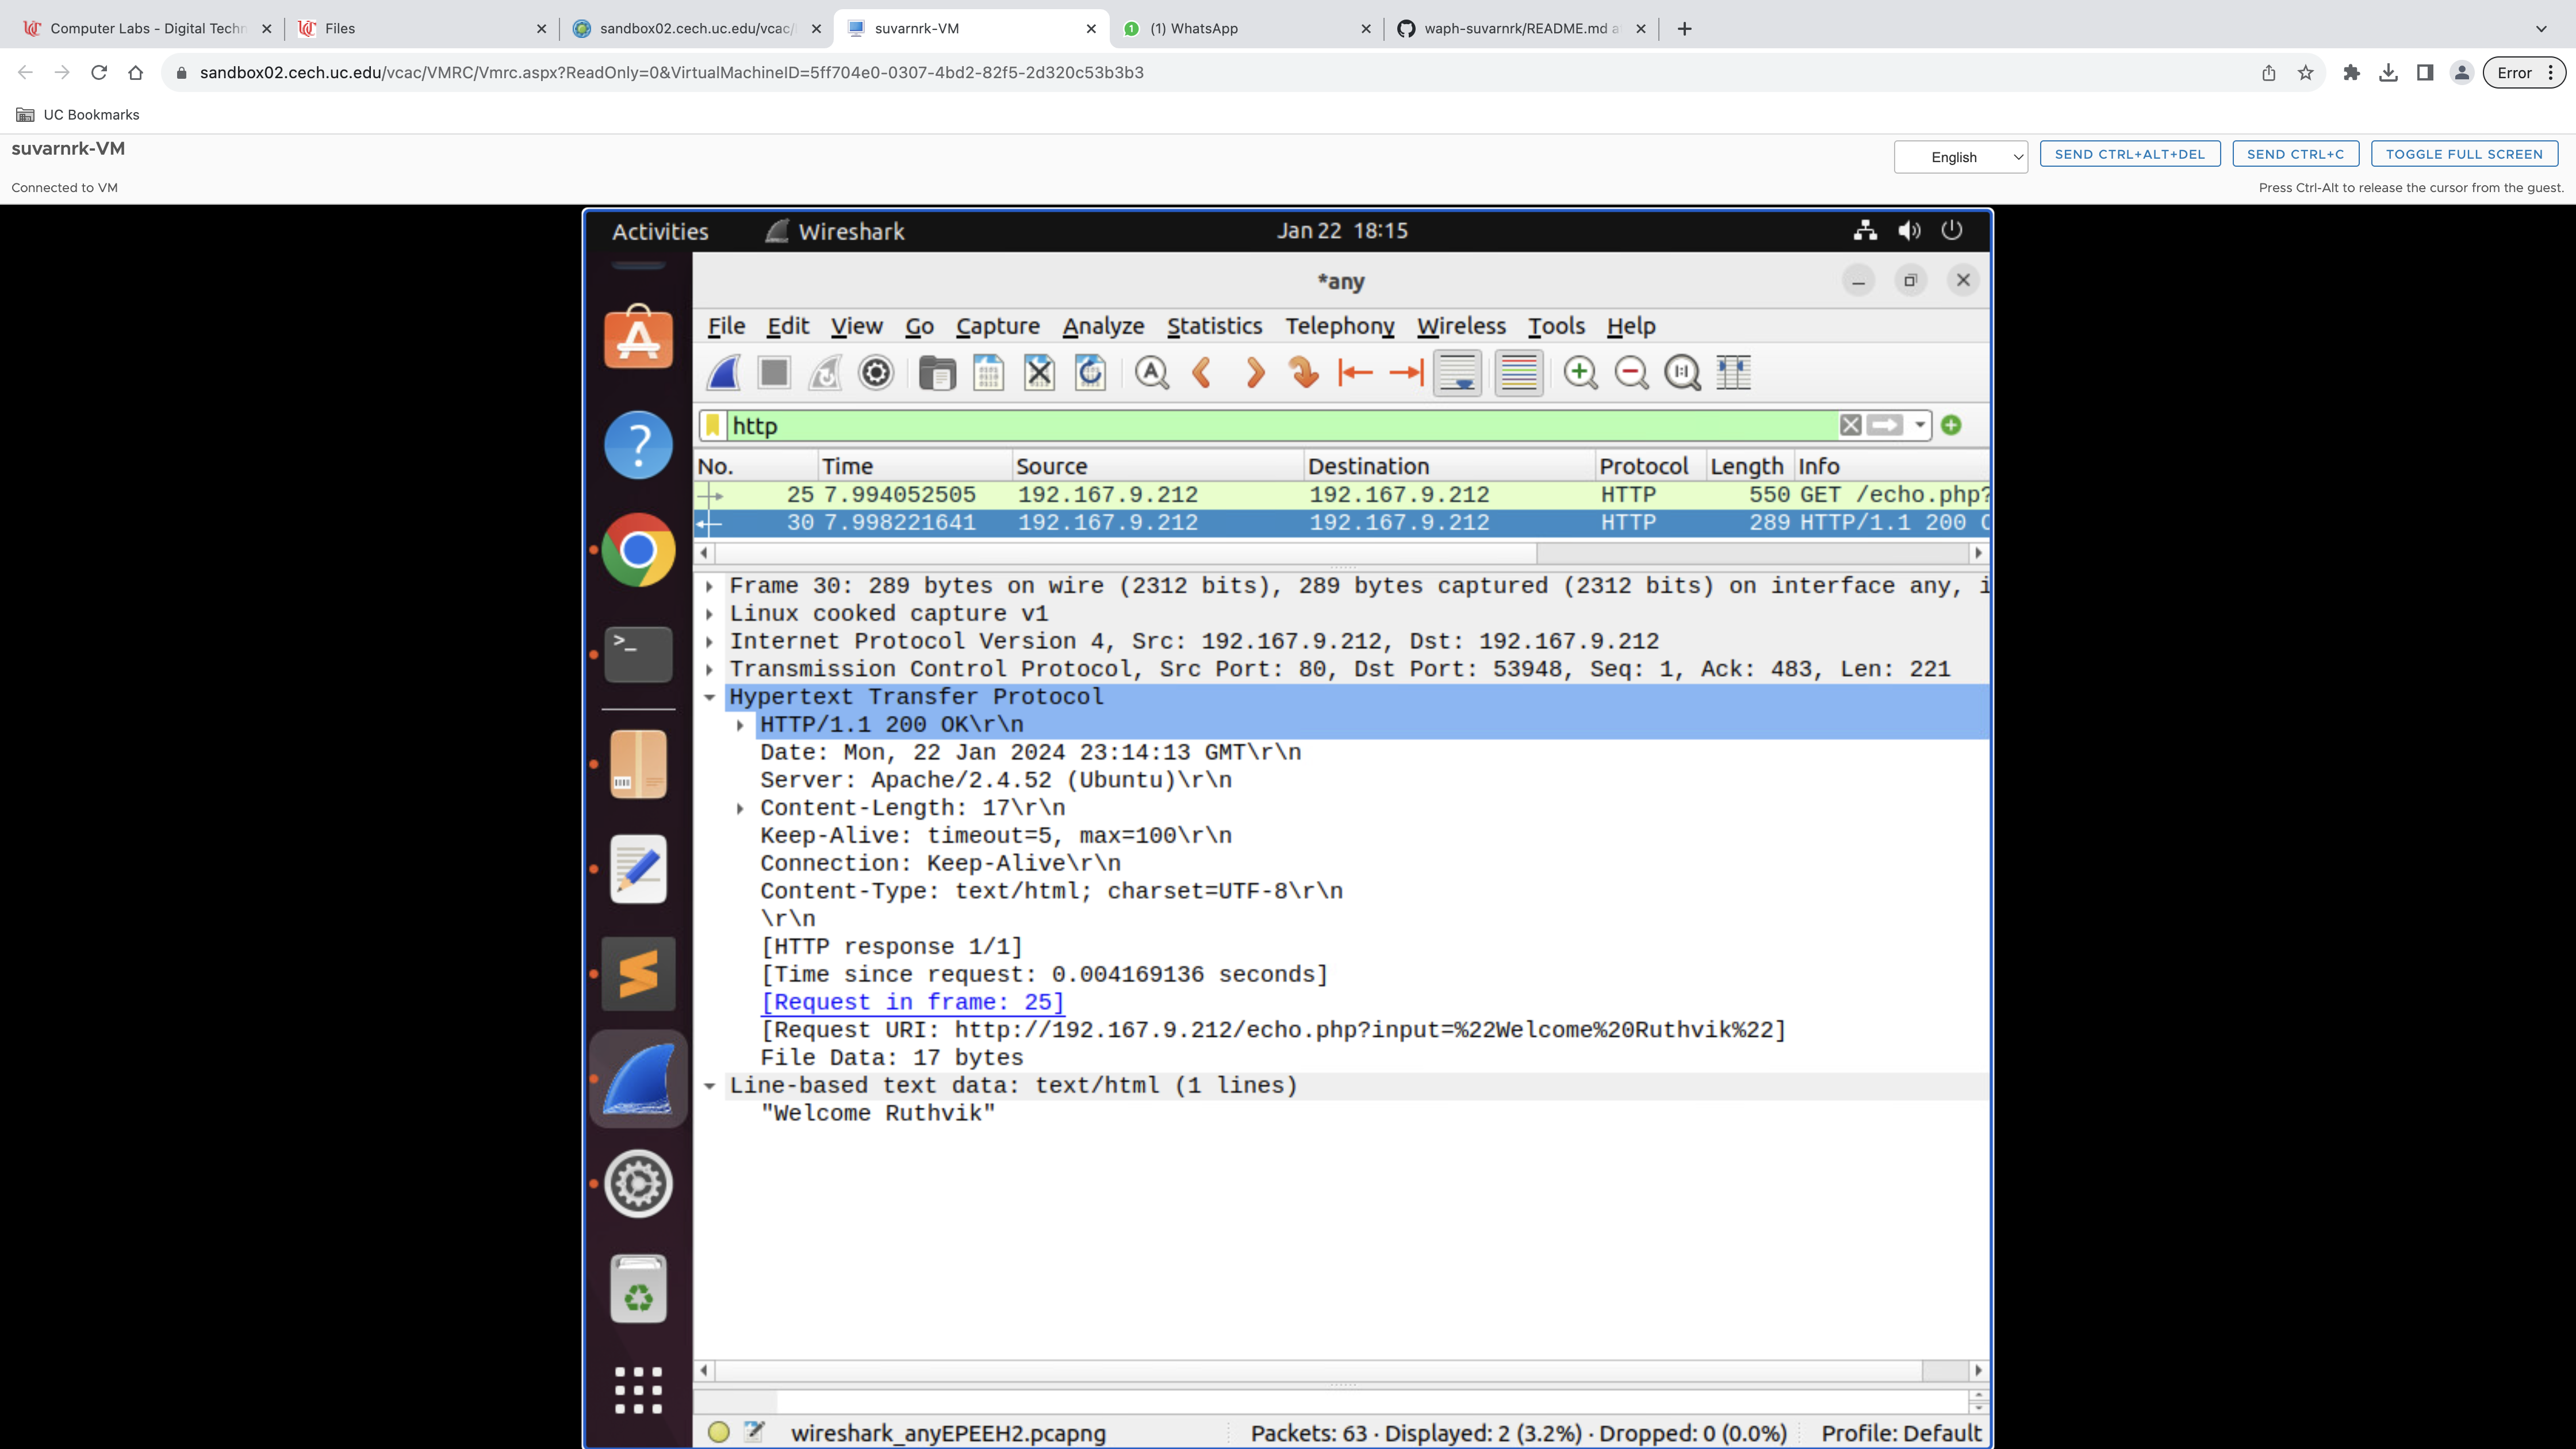 Computer Labs - Digital Techn
Files
sandbox02.cech.uc.edu/vcac/
suvarnrk-VM
(1) WhatsApp
waph-suvarnrk/README.md a
sandbox02.cech.uc.edu/vcac/VMRC/Vmrc.aspx?ReadOnly=0&VirtualMachineID=5ff704e0-0307-4bd2-82f5-2d320c53b3b3
Error
UC Bookmarks
suvarnrk-VM
English
SEND CTRL+ALT+DEL
SEND CTRL+C
TOGGLE FULL SCREEN
Connected to VM
Press Ctrl-Alt to release the cursor from the guest.
Activities
Wireshark
Jan 22 18:15
*any
File Edit View Go Capture Analyze Statistics Telephony Wireless Tools Help
http
No. Time Source Destination Protocol Length Info
25 7.994052505 192.167.9.212 192.167.9.212 HTTP 550 GET /echo.php?
30 7.998221641 192.167.9.212 192.167.9.212 HTTP 289 HTTP/1.1 200 O
Frame 30: 289 bytes on wire (2312 bits), 289 bytes captured (2312 bits) on interface any, i
Linux cooked capture v1
Internet Protocol Version 4, Src: 192.167.9.212, Dst: 192.167.9.212
Transmission Control Protocol, Src Port: 80, Dst Port: 53948, Seq: 1, Ack: 483, Len: 221
Hypertext Transfer Protocol
HTTP/1.1 200 OK\r\n
Date: Mon, 22 Jan 2024 23:14:13 GMT\r\n
Server: Apache/2.4.52 (Ubuntu)\r\n
Content-Length: 17\r\n
Keep-Alive: timeout=5, max=100\r\n
Connection: Keep-Alive\r\n
Content-Type: text/html; charset=UTF-8\r\n
\r\n
[HTTP response 1/1]
[Time since request: 0.004169136 seconds]
[Request in frame: 25]
[Request URI: http://192.167.9.212/echo.php?input=%22Welcome%20Ruthvik%22]
File Data: 17 bytes
Line-based text data: text/html (1 lines)
"Welcome Ruthvik"
wireshark_anyEPEEH2.pcapng
Packets: 63 · Displayed: 2 (3.2%) · Dropped: 0 (0.0%)
Profile: Default